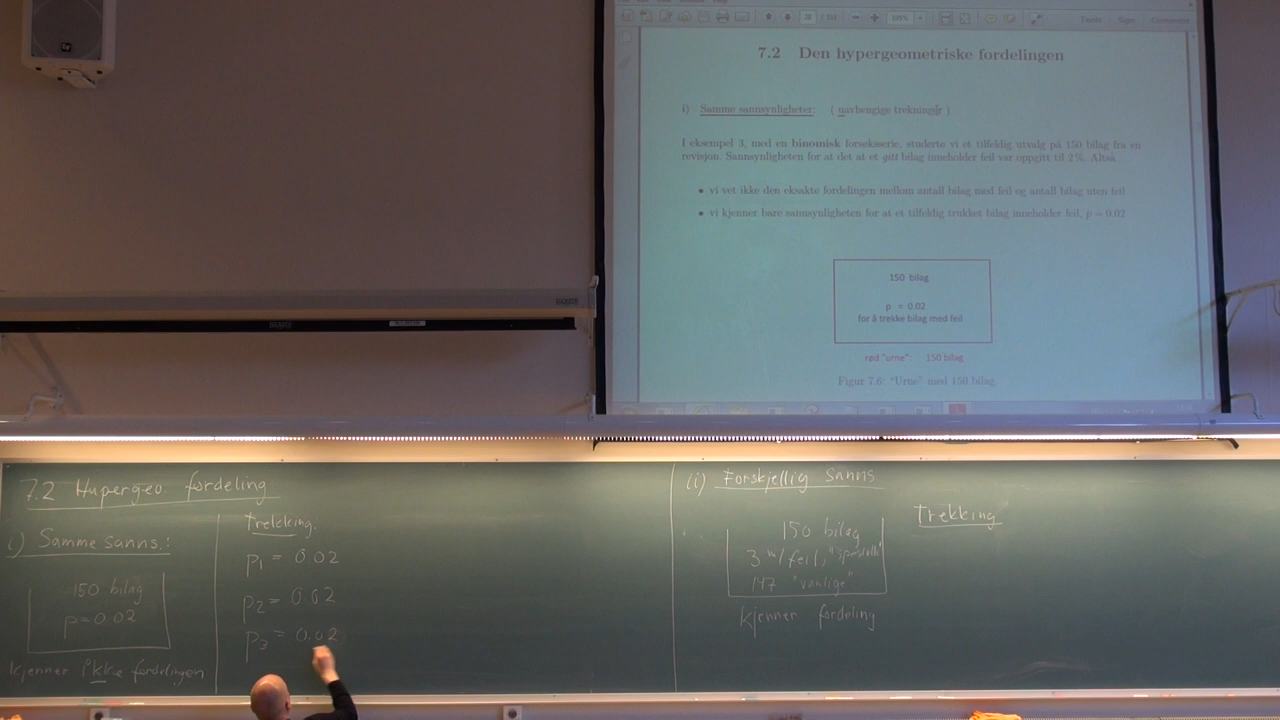 7.2 Den hypergeometriske fordelingen
i) Samme sannsynligheter: ( uavhengige trekninger )
I eksempel 3, med en binomisk forsøksserie, studerte vi et tilfeldig utvalg på 150 bilag fra en
revisjon. Sannsynligheten for at det at et gitt bilag inneholder feil var oppgitt til 2%. Altså
• vi vet ikke den eksakte fordelingen mellom antall bilag med feil og antall bilag uten feil
• vi kjenner bare sannsynligheten for at et tilfeldig trukket bilag inneholder feil, p = 0.02
150 bilag
p = 0.02
for å trekke bilag med feil
rød "urne": 150 bilag
Figur 7.6: "Urne" med 150 bilag.
7.2 Hypergeo. fordeling
i) Samme sanns.:
150 bilag
p=0.02
kjenner ikke fordelingen
Trekking.
p1 = 0.02
p2 = 0.02
p3 = 0.02
(i) Forskjellig sanns
150 bilag
3 m/feil,
147 "vanlige"
kjenner fordeling
Trekking